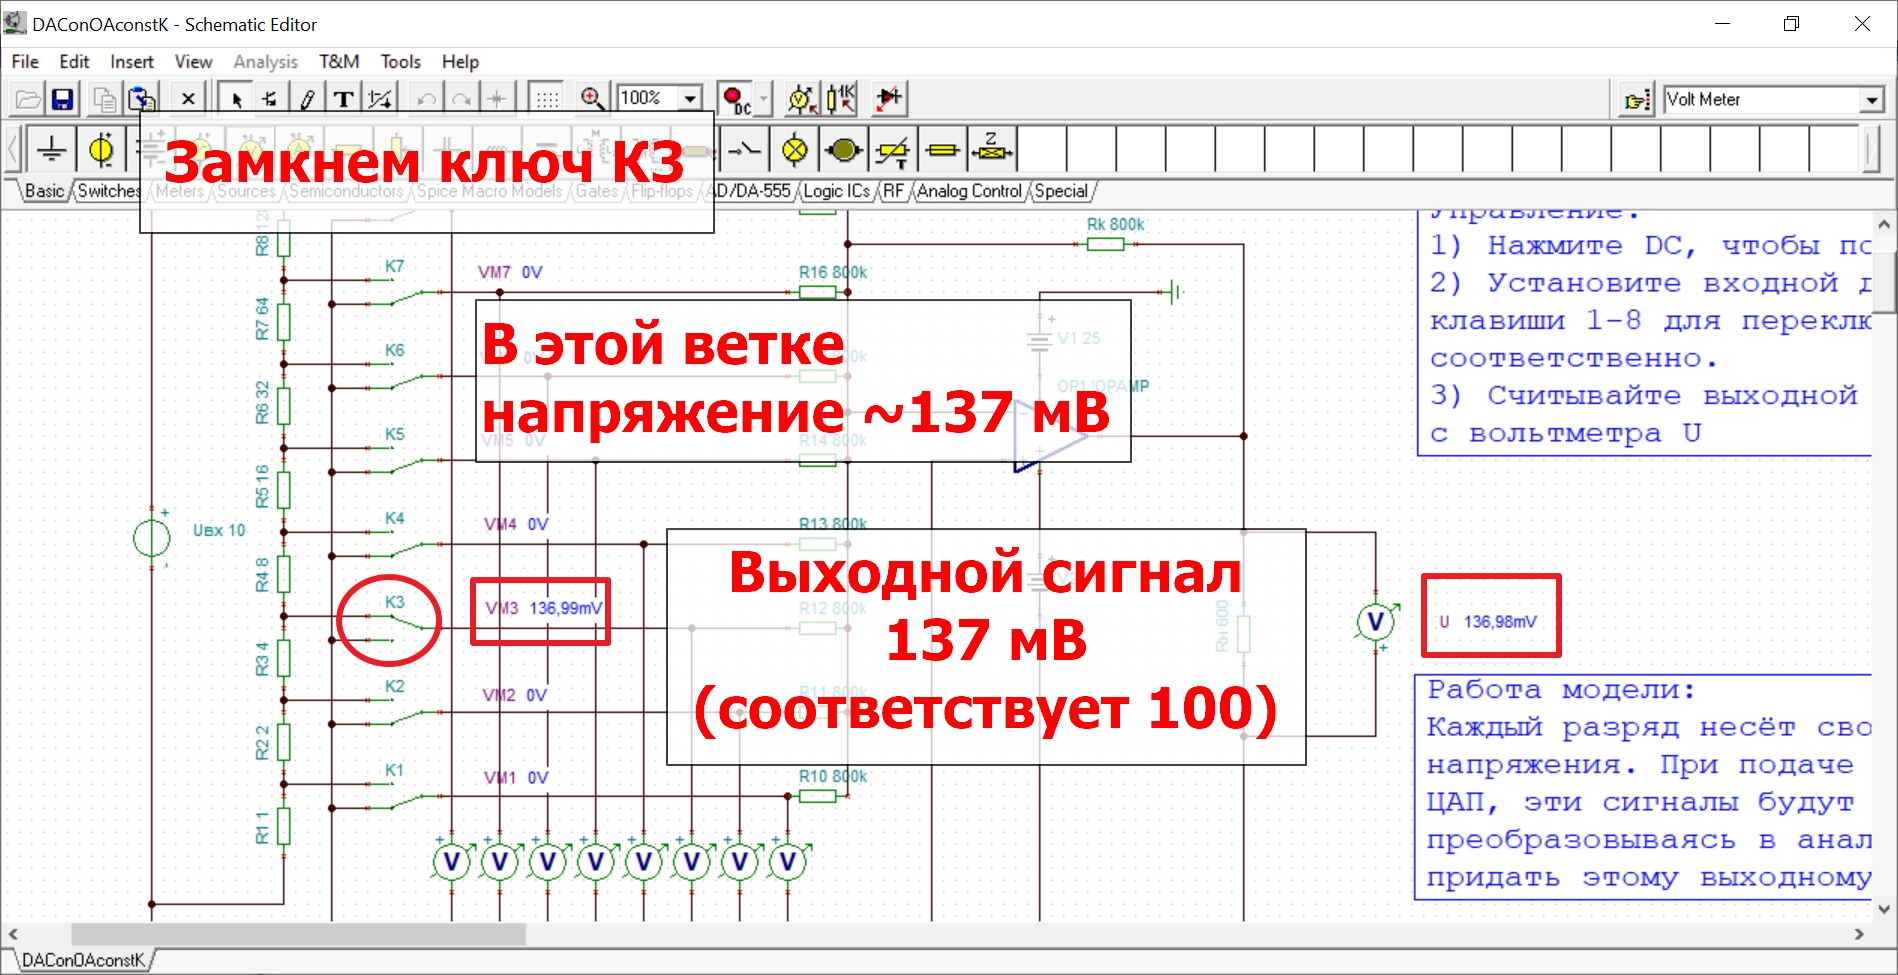 DAConOAconstK - Schematic Editor
File Edit Insert View Analysis T&M Tools Help
100%
DC
1K
Volt Meter
Замкнем ключ К3
Basic Switches Meters Sources Semiconductors Spice Macro Models Gates Flip-flops AD/DA-555 Logic ICs RF Analog Control Special
Управление:
1) Нажмите DC, чтобы по
2) Установите входной д
клавиши 1-8 для переклю
соответственно.
3) Считывайте выходной
с вольтметра U
Rk 800k
K7
VM7 0V
R16 800k
R7 64
В этой ветке
напряжение ~137 мВ
V1 25
OP1 !OPAMP
K6
R6 32
K5
VM5 0V
R14 800k
R5 16
K4
VM4 0V
R13 800k
Uвх 10
R4 8
Выходной сигнал
137 мВ
(соответствует 100)
K3
VM3 136,99mV
R12 800k
Rн 600
V
U 136,98mV
R3 4
K2
VM2 0V
R11 800k
R2 2
K1
VM1 0V
R10 800k
R1 1
Работа модели:
Каждый разряд несёт сво
напряжения. При подаче
ЦАП, эти сигналы будут
преобразовываясь в анал
придать этому выходному
V V V V V V V V
DAConOAconstK